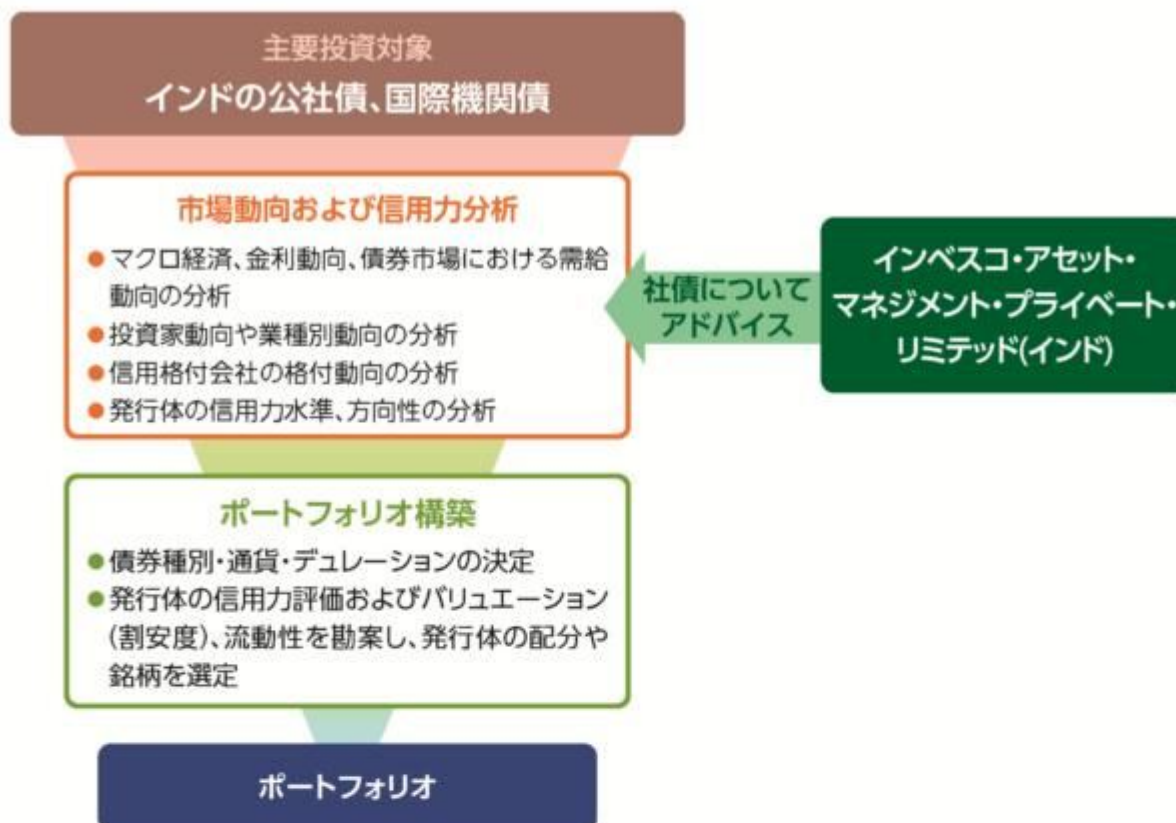 主要投資対象
インドの公社債、国際機関債
市場動向および信用力分析
●マクロ経済、金利動向、債券市場における需給
動向の分析
●投資家動向や業種別動向の分析
●信用格付会社の格付動向の分析
●発行体の信用力水準、方向性の分析
社債について
アドバイス
インベスコ・アセット・
マネジメント・プライベート・
リミテッド(インド)
ポートフォリオ構築
●債券種別・通貨・デュレーションの決定
●発行体の信用力評価およびバリュエーション
(割安度)、流動性を勘案し、発行体の配分や
銘柄を選定
ポートフォリオ